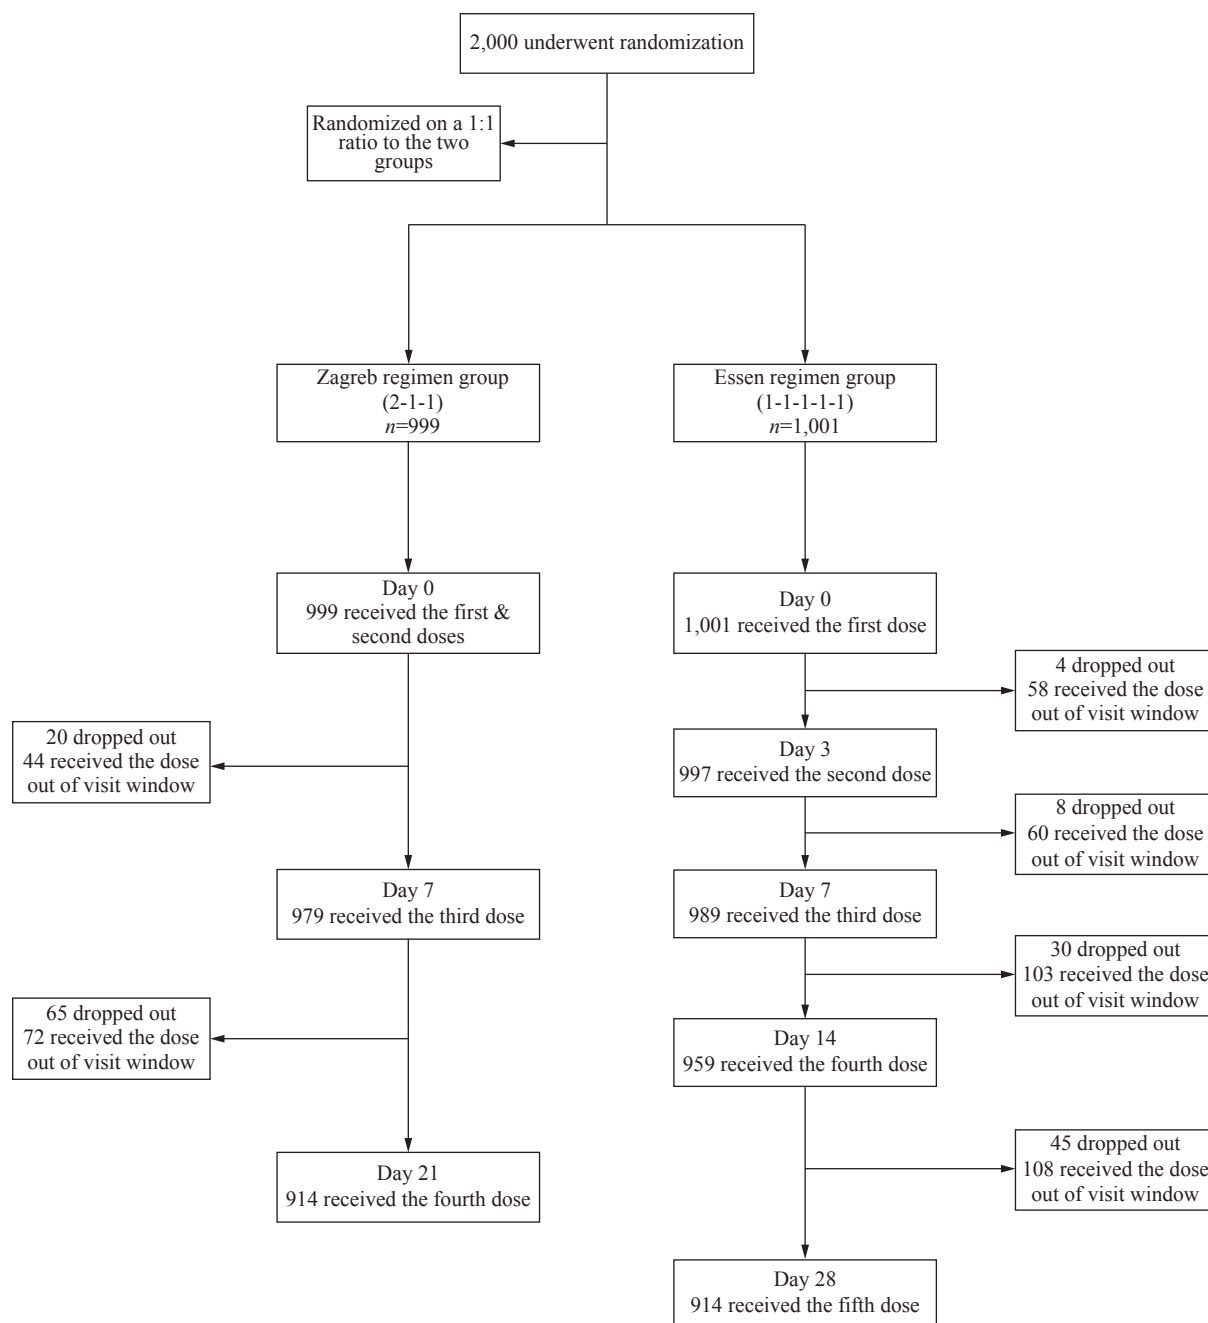 2,000 underwent randomization
Randomized on a 1:1
ratio to the two
groups
Zagreb regimen group
(2-1-1)
n=999
Essen regimen group
(1-1-1-1-1)
n=1,001
Day 0
999 received the first &
second doses
Day 0
1,001 received the first dose
4 dropped out
58 received the dose
out of visit window
20 dropped out
44 received the dose
out of visit window
Day 3
997 received the second dose
8 dropped out
60 received the dose
out of visit window
Day 7
979 received the third dose
Day 7
989 received the third dose
30 dropped out
103 received the dose
out of visit window
65 dropped out
72 received the dose
out of visit window
Day 14
959 received the fourth dose
45 dropped out
108 received the dose
out of visit window
Day 21
914 received the fourth dose
Day 28
914 received the fifth dose